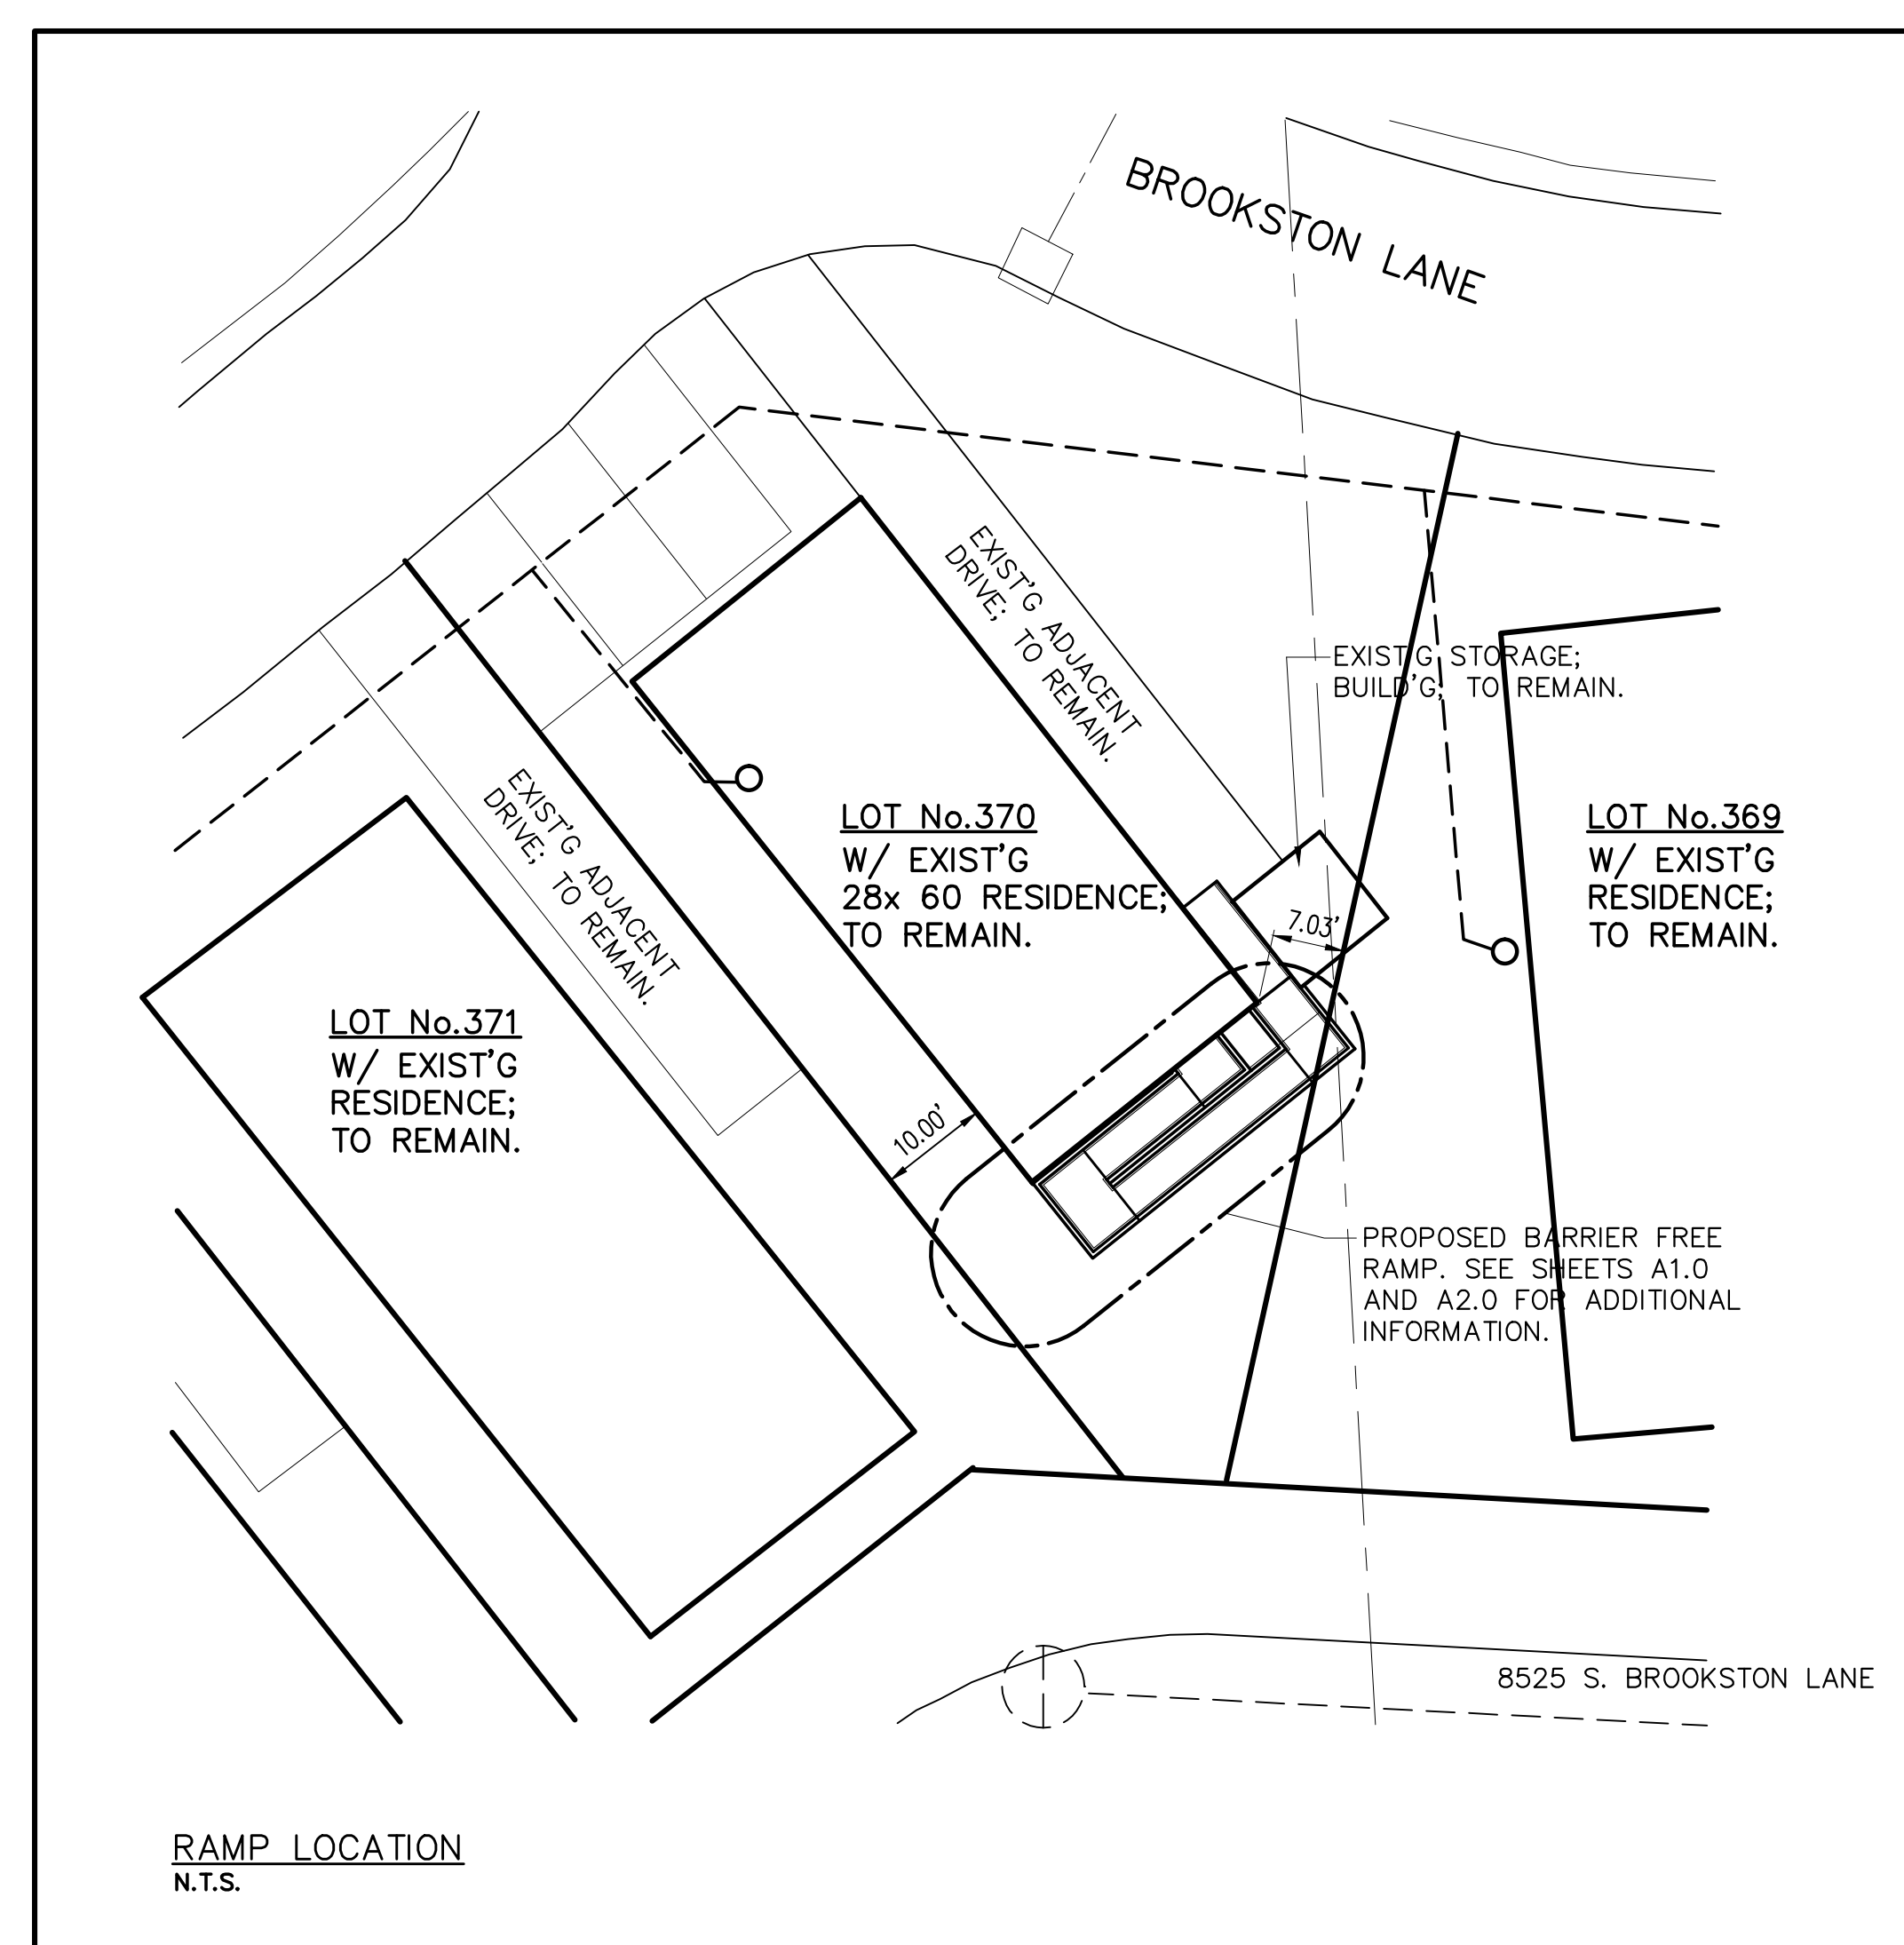 BROOKSTON LANE
EXIST'G ADJACENT
DRIVE; TO REMAIN.
EXIST'G STORAGE;
BUILD'G; TO REMAIN.
LOT No.370
W/ EXIST'G
28x 60 RESIDENCE;
TO REMAIN.
LOT No.369
W/ EXIST'G
RESIDENCE;
TO REMAIN.
EXIST'G ADJACENT
DRIVE; TO REMAIN.
7.03'
LOT No.371
W/ EXIST'G
RESIDENCE;
TO REMAIN.
10.00'
PROPOSED BARRIER FREE
RAMP. SEE SHEETS A1.0
AND A2.0 FOR ADDITIONAL
INFORMATION.
8525 S. BROOKSTON LANE
RAMP LOCATION
N.T.S.